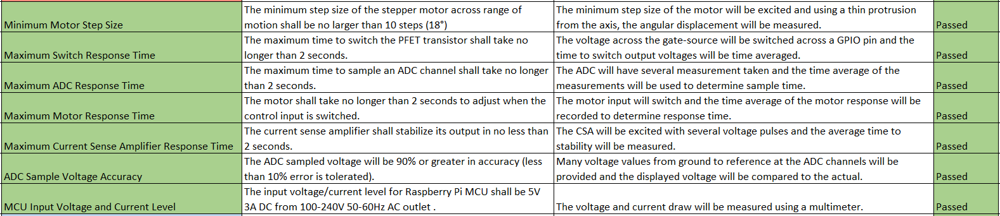 Minimum Motor Step Size
The minimum step size of the stepper motor across range of
motion shall be no larger than 10 steps (18°)
The minimum step size of the motor will be excited and using a thin protrusion
from the axis, the angular displacement will be measured.
Passed
Maximum Switch Response Time
The maximum time to switch the PFET transistor shall take no
longer than 2 seconds.
The voltage across the gate-source will be switched across a GPIO pin and the
time to switch output voltages will be time averaged.
Passed
Maximum ADC Response Time
The maximum time to sample an ADC channel shall take no longer
than 2 seconds.
The ADC will have several measurement taken and the time average of the
measurements will be used to determine sample time.
Passed
Maximum Motor Response Time
The motor shall take no longer than 2 seconds to adjust when the
control input is switched.
The motor input will switch and the time average of the motor response will be
recorded to determine response time.
Passed
Maximum Current Sense Amplifier Response Time
The current sense amplifier shall stabilize its output in no less than
2 seconds.
The CSA will be excited with several voltage pulses and the average time to
stability will be measured.
Passed
ADC Sample Voltage Accuracy
The ADC sampled voltage will be 90% or greater in accuracy (less
than 10% error is tolerated).
Many voltage values from ground to reference at the ADC channels will be
provided and the displayed voltage will be compared to the actual.
Passed
MCU Input Voltage and Current Level
The input voltage/current level for Raspberry Pi MCU shall be 5V
3A DC from 100-240V 50-60Hz AC outlet .
The voltage and current draw will be measured using a multimeter.
Passed